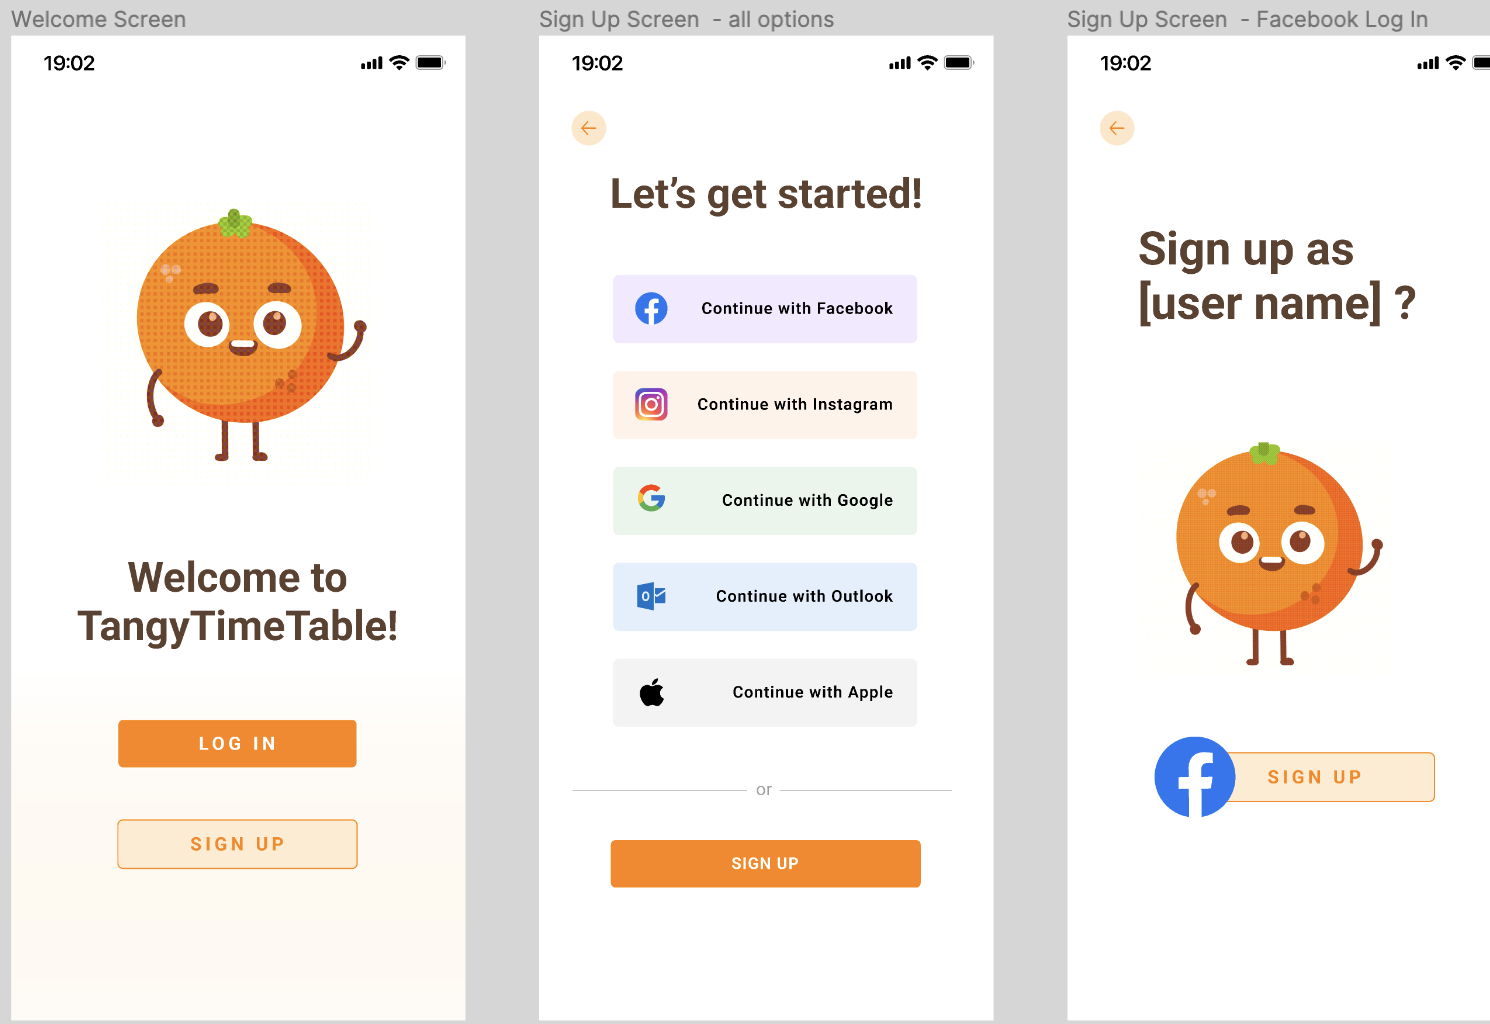 Welcome Screen
19:02
Welcome to
TangyTimeTable!
LOG IN
SIGN UP
Sign Up Screen - all options
19:02
Let’s get started!
Continue with Facebook
Continue with Instagram
Continue with Google
Continue with Outlook
Continue with Apple
or
SIGN UP
Sign Up Screen - Facebook Log In
19:02
Sign up as
[user name] ?
SIGN UP